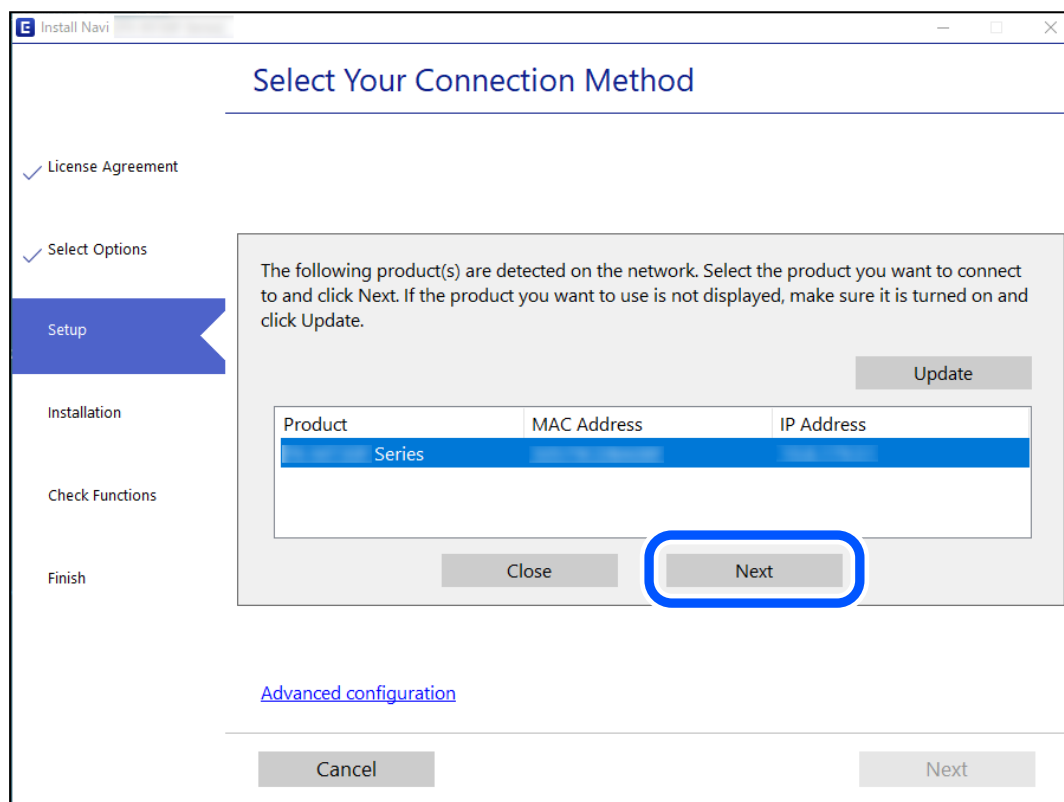 E Install Navi
Select Your Connection Method
License Agreement
Select Options
Setup
Installation
Check Functions
Finish
The following product(s) are detected on the network. Select the product you want to connect
to and click Next. If the product you want to use is not displayed, make sure it is turned on and
click Update.
Update
Product MAC Address IP Address
Series
Close Next
Advanced configuration
Cancel Next